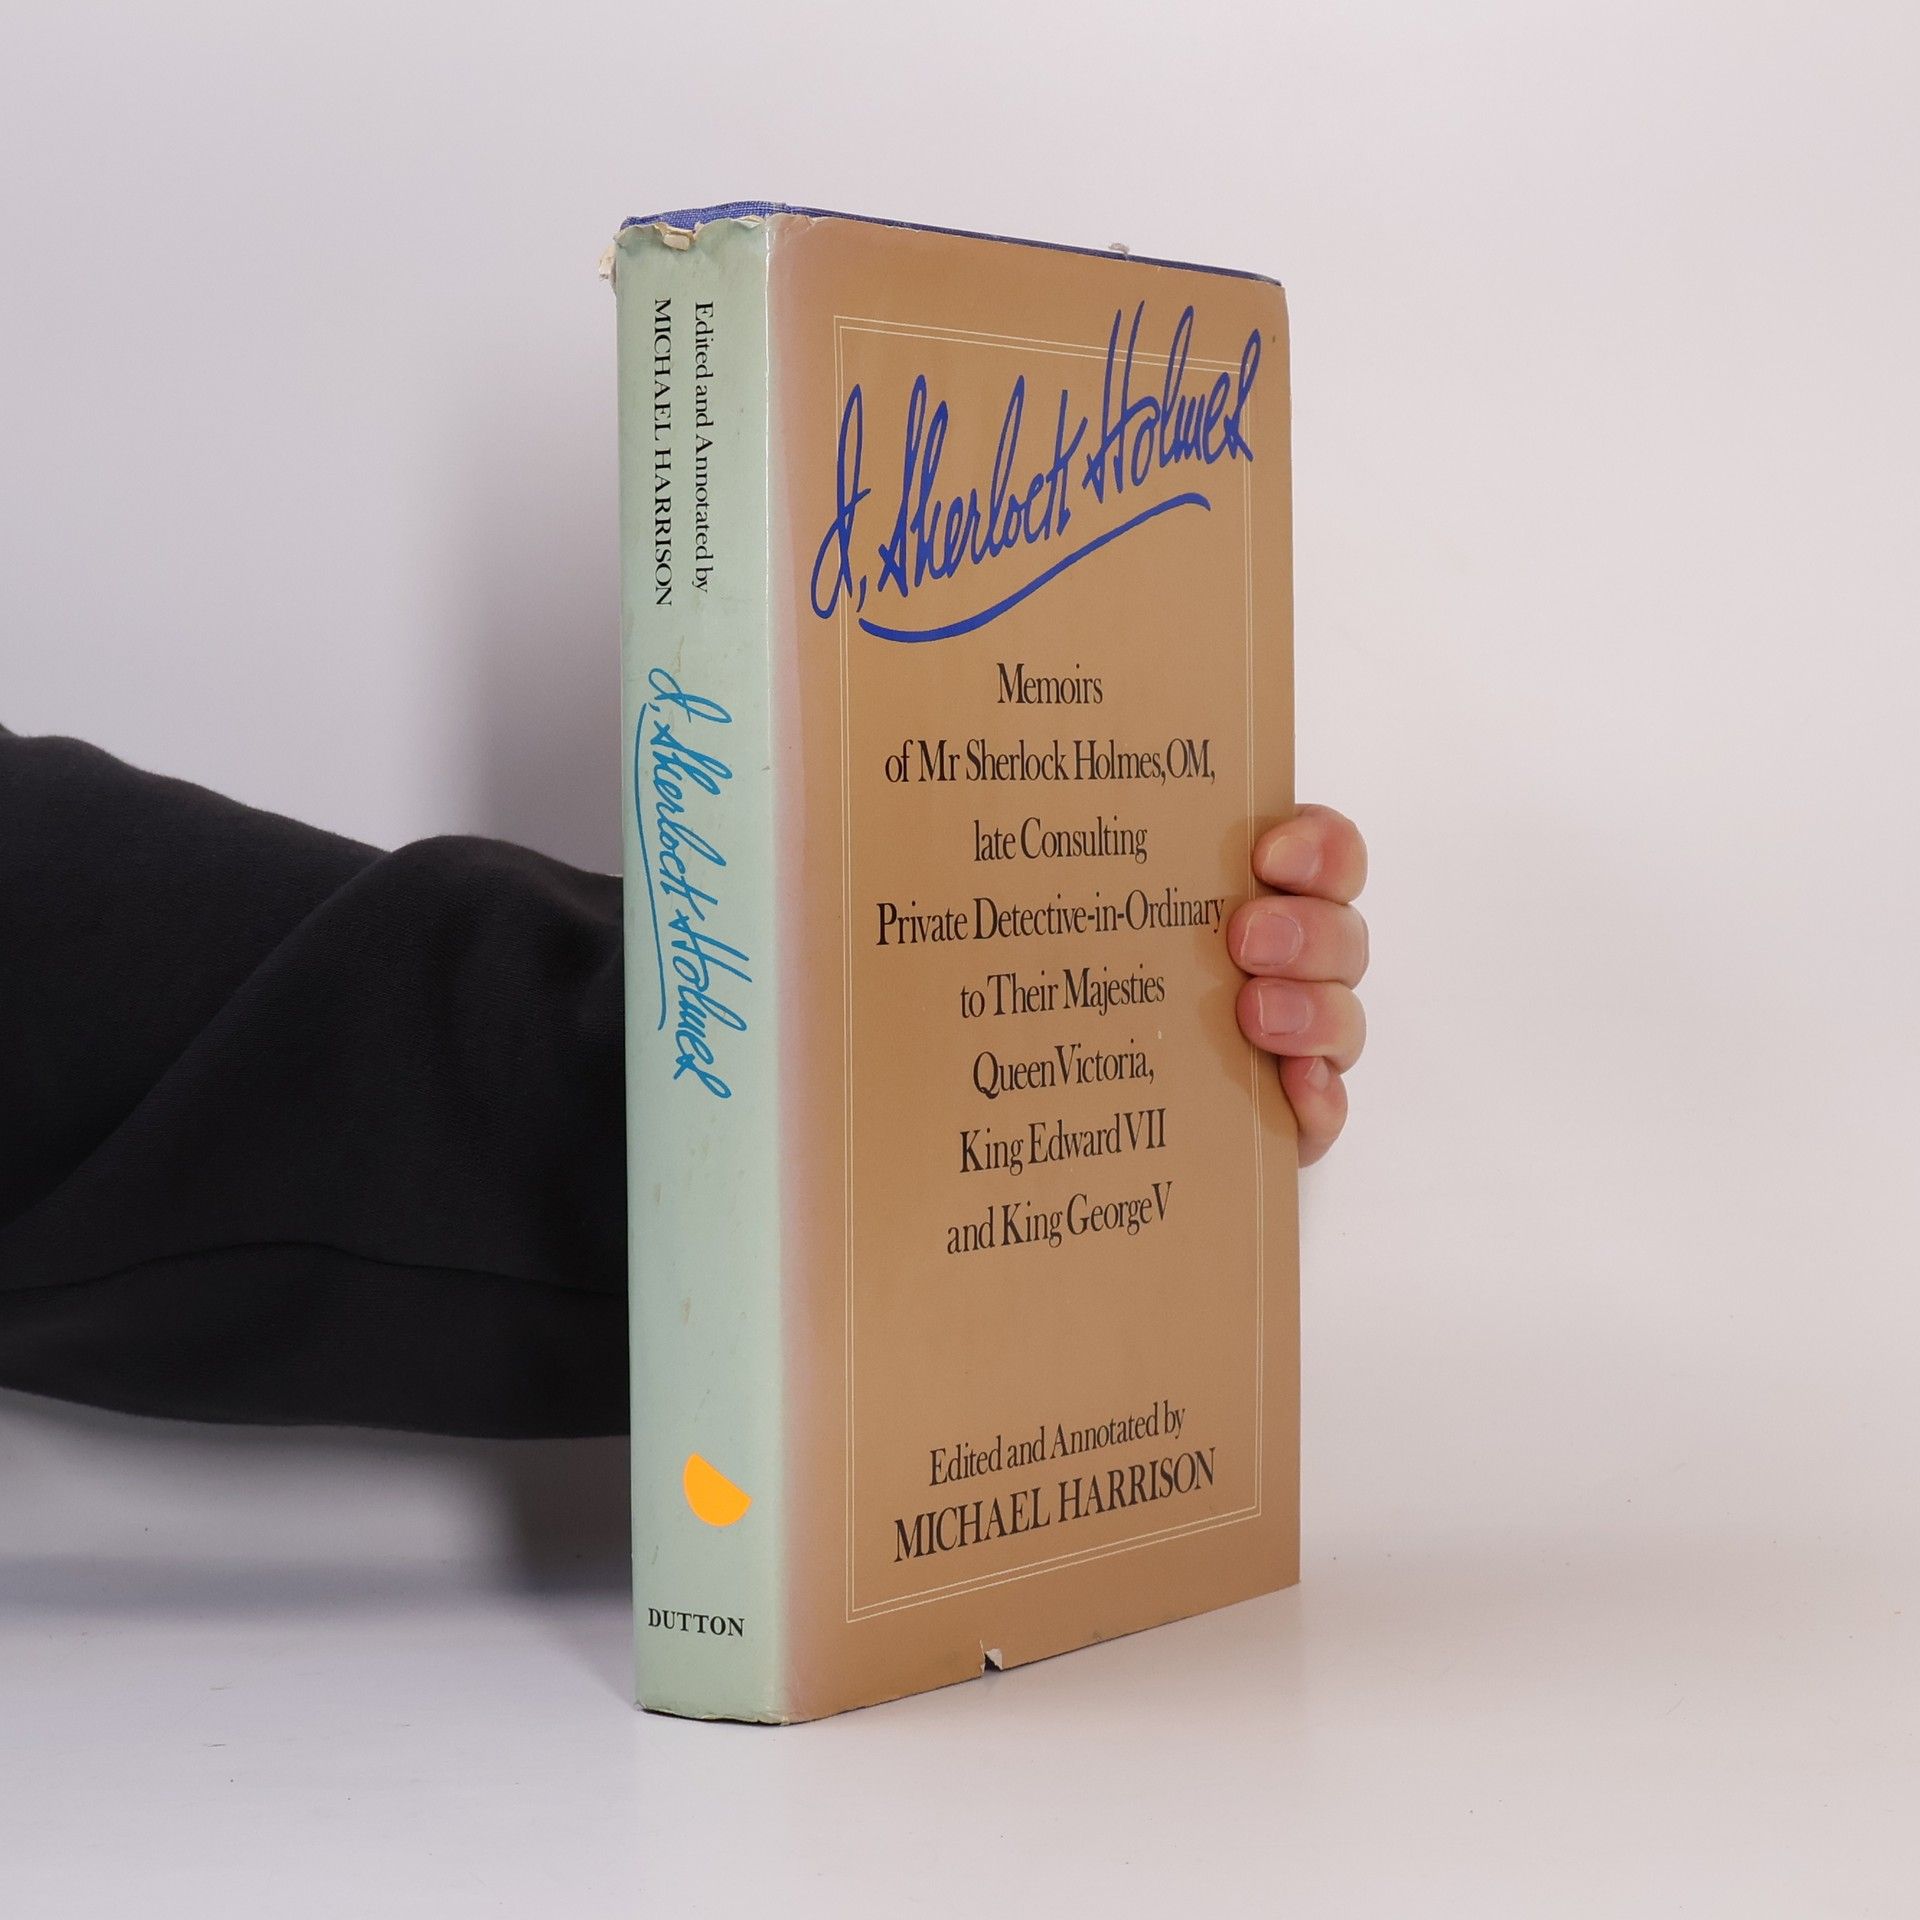 Edited and Annotated by
MICHAEL HARRISON
I, Sherlock Holmes
DUTTON
I, Sherlock Holmes
Memoirs
of Mr Sherlock Holmes, OM,
late Consulting
Private Detective-in-Ordinary
to Their Majesties
Queen Victoria,
King Edward VII
and King George V
Edited and Annotated by
MICHAEL HARRISON